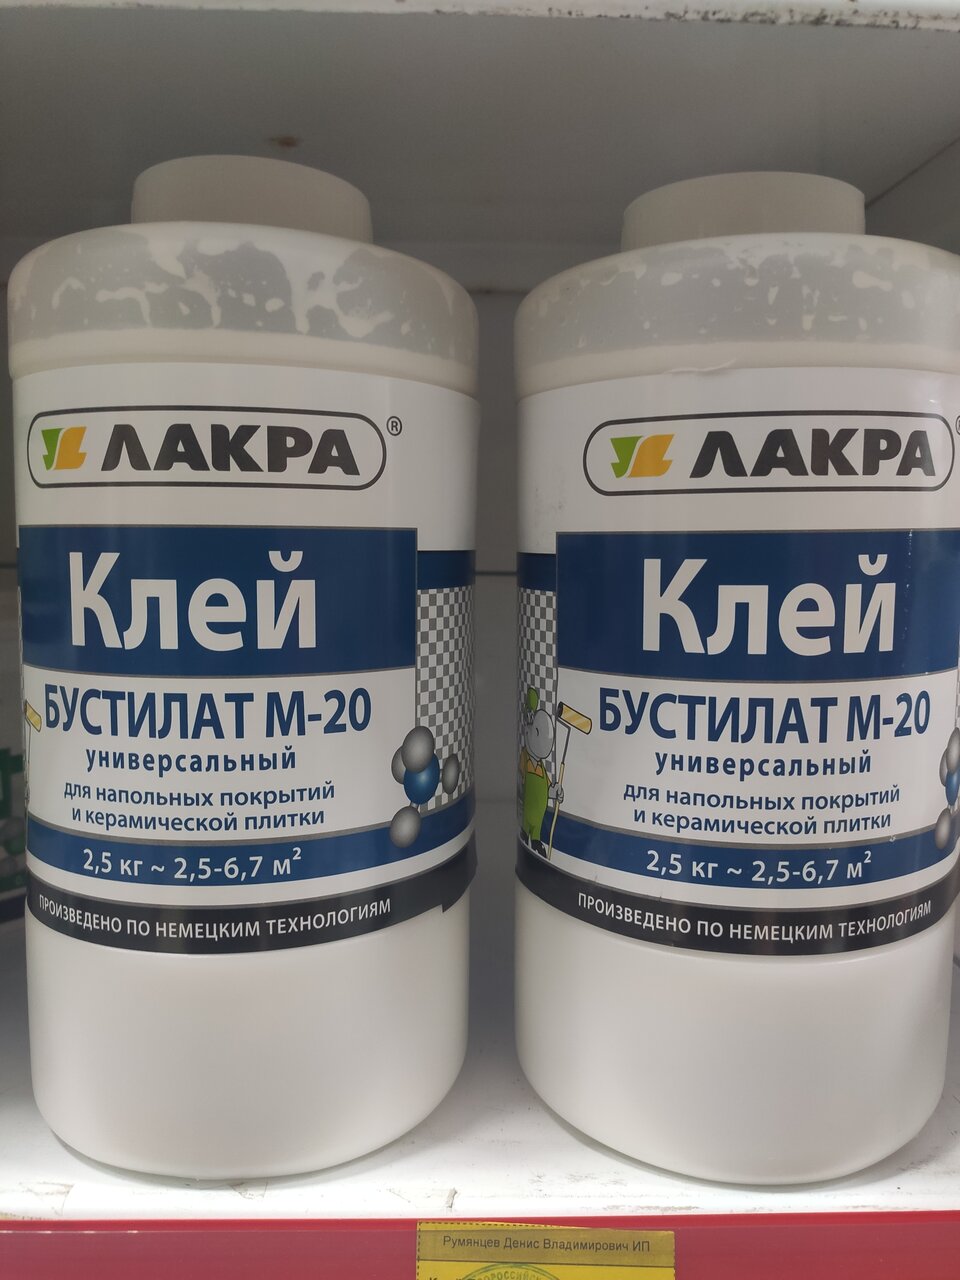 ЛАКРА®
Клей
БУСТИЛАТ М-20
универсальный
для напольных покрытий
и керамической плитки
2,5 кг ~ 2,5-6,7 м²
ПРОИЗВЕДЕНО ПО НЕМЕЦКИМ ТЕХНОЛОГИЯМ
ЛАКРА
Клей
БУСТИЛАТ М-20
универсальный
для напольных покрытий
и керамической плитки
2,5 кг ~ 2,5-6,7 м²
ПРОИЗВЕДЕНО ПО НЕМЕЦКИМ ТЕХНОЛОГИЯМ
Румянцев Денис Владимирович ИП